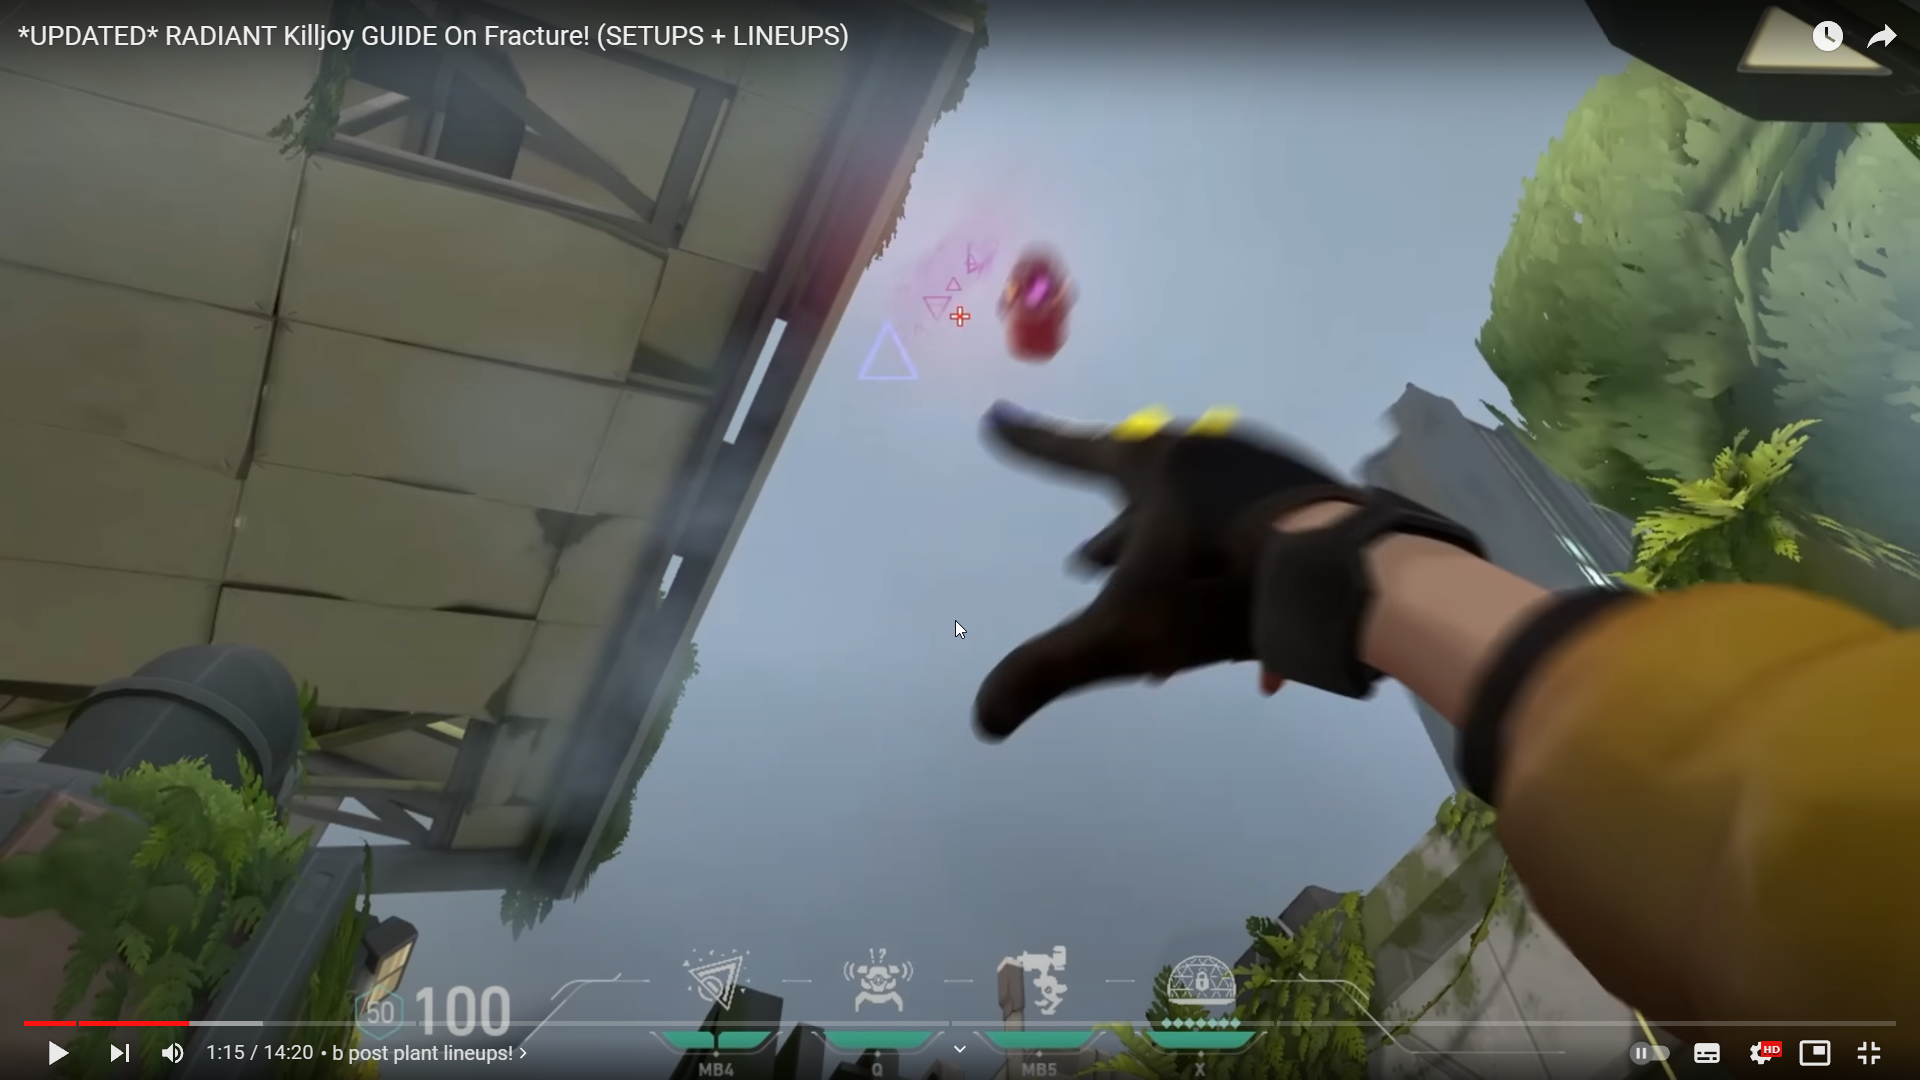 *UPDATED* RADIANT Killjoy GUIDE On Fracture! (SETUPS + LINEUPS)
!?
50 100
MB4 Q MB5 X
1:15 / 14:20 • b post plant lineups! >
HD